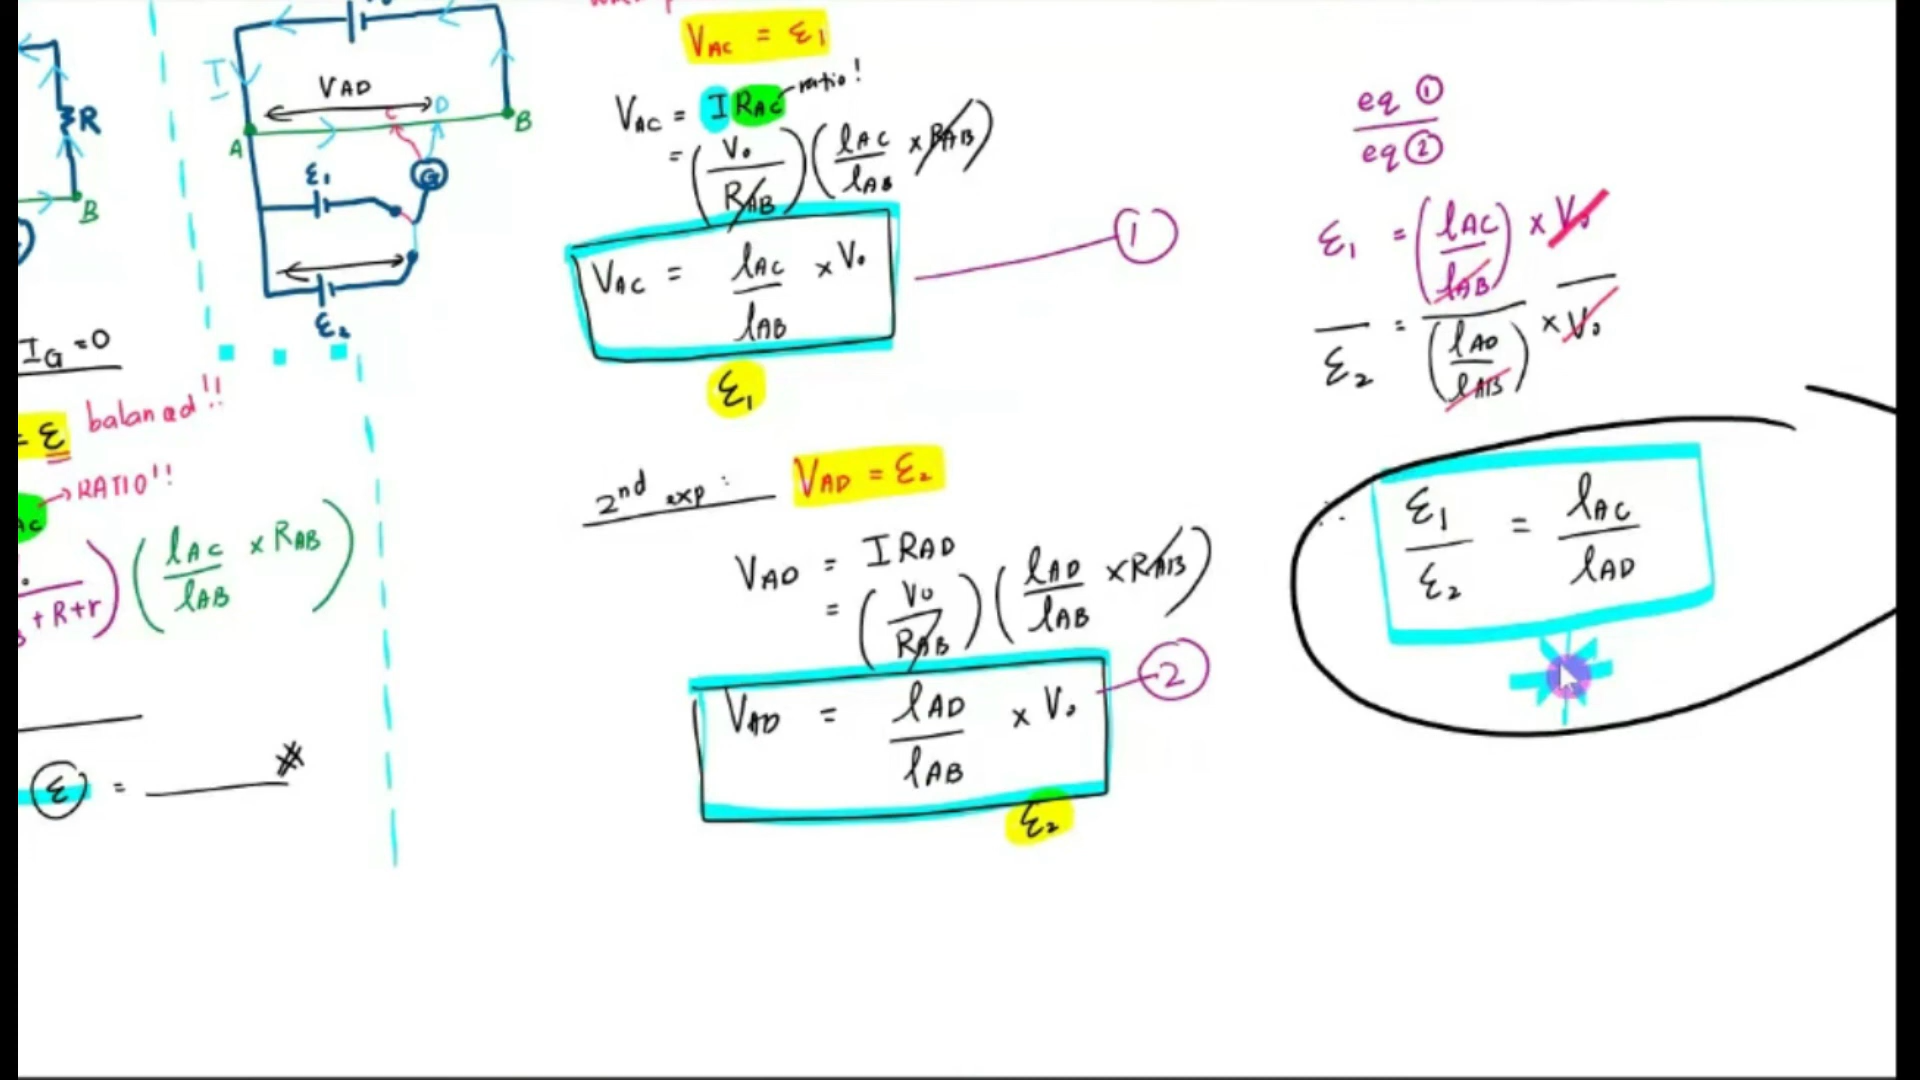 I
VAD
A
C
D
B
G
ε1
ε2
R
B
IG = 0
= ε balanced!!
AC → RATIO!!
+ R + r) (lAC/lAB × RAB)
ε = ______ #
VAC = ε1
VAC = I RAC ratio!
= (V0/RAB) (lAC/lAB × RAB)
VAC = lAC/lAB × V0
1
ε1
2nd exp: VAD = ε2
VAD = I RAD
= (V0/RAB) (lAD/lAB × RAB)
VAD = lAD/lAB × V0
2
ε2
eq 1
eq 2
ε1 = (lAC/lAB) × V0
ε2 = (lAD/lAB) × V0
∴ ε1/ε2 = lAC/lAD